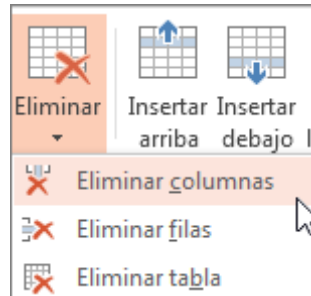 Eliminar
Insertar Insertar
arriba debajo
Eliminar columnas
Eliminar filas
Eliminar tabla